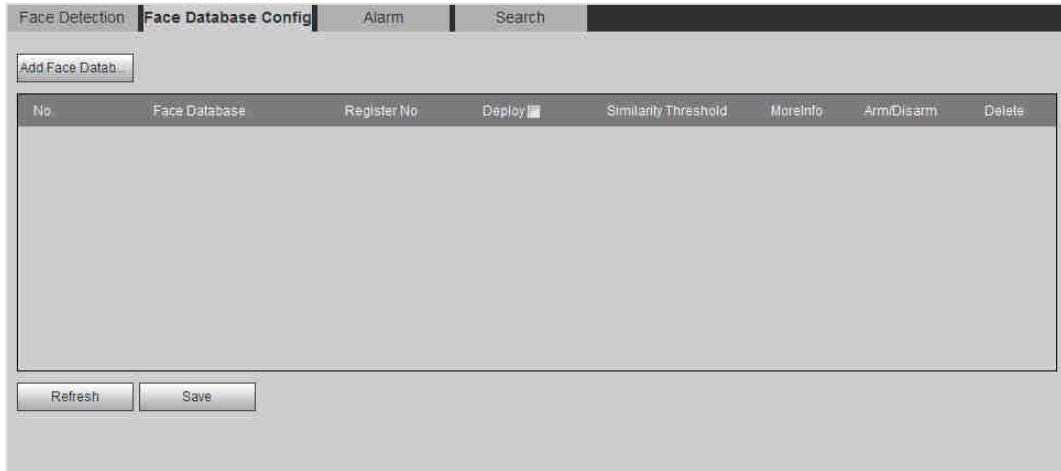 Face Detection Face Database Config Alarm Search
Add Face Datab...
No. Face Database Register No Deploy Similarity Threshold MoreInfo Arm/Disarm Delete
Refresh Save